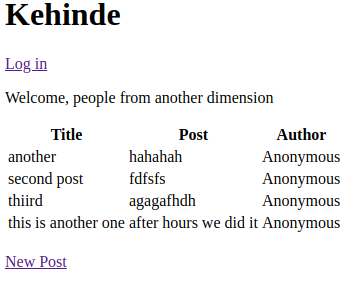 Kehinde
Log in
Welcome, people from another dimension
Title Post Author
another hahahah Anonymous
second post fdfsfs Anonymous
thiird agagafhdh Anonymous
this is another one after hours we did it Anonymous
New Post